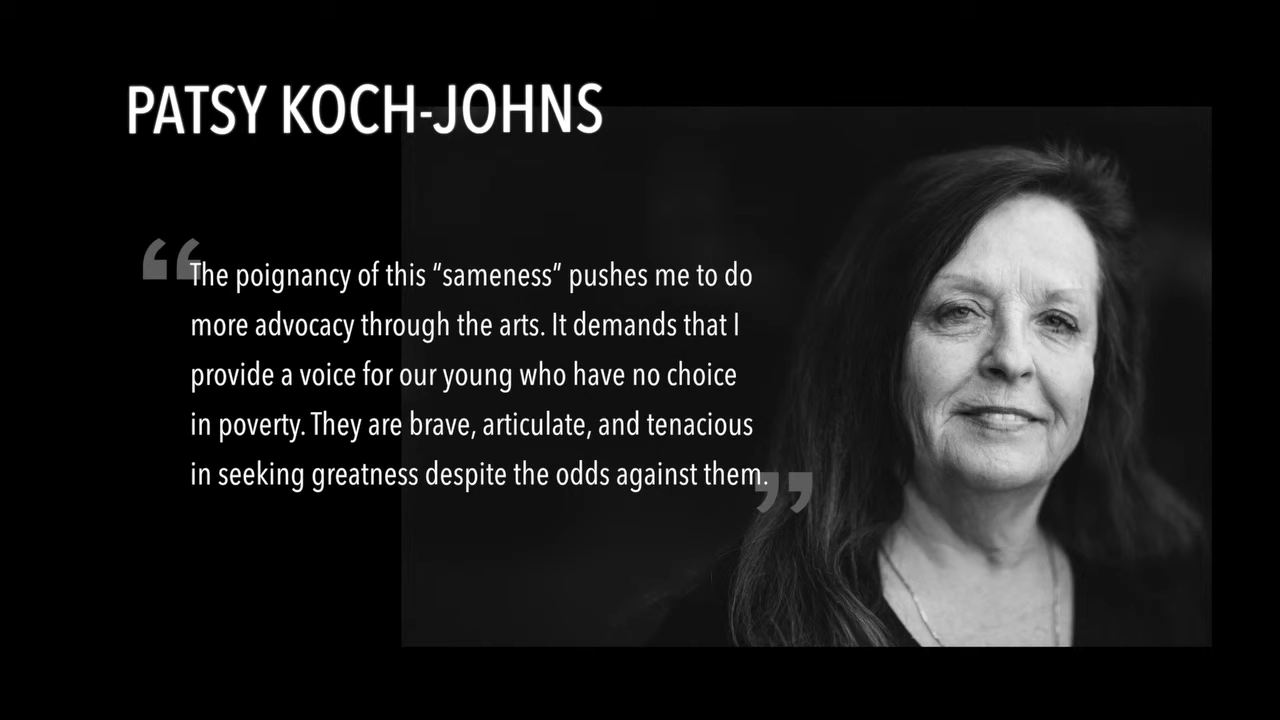 PATSY KOCH-JOHNS
“The poignancy of this “sameness” pushes me to do
more advocacy through the arts. It demands that I
provide a voice for our young who have no choice
in poverty. They are brave, articulate, and tenacious
in seeking greatness despite the odds against them.”